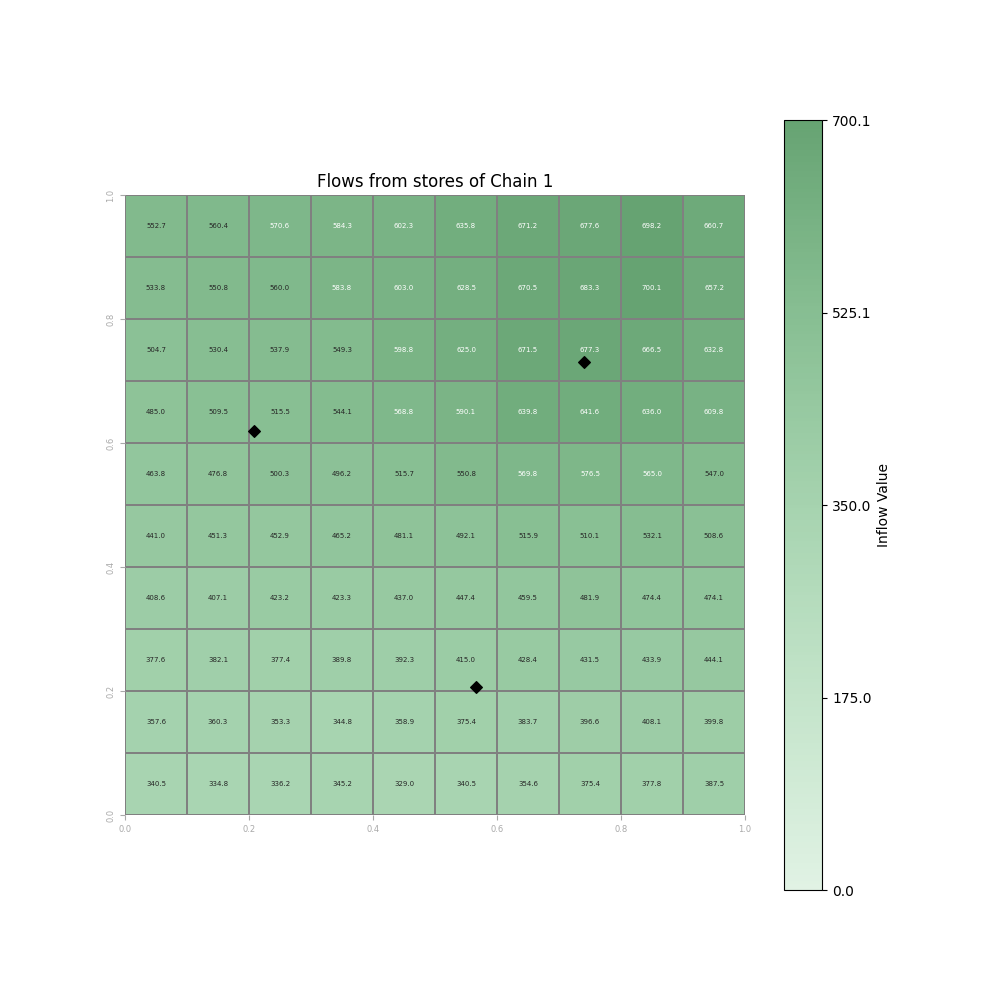 Flows from stores of Chain 1
1.0
552.7 560.4 570.6 584.3 602.3 635.8 671.2 677.6 698.2 660.7
533.8 550.8 560.0 583.8 603.0 628.5 670.5 683.3 700.1 657.2
0.8
504.7 530.4 537.9 549.3 598.8 625.0 671.5 677.3 666.5 632.8
485.0 509.5 515.5 544.1 568.8 590.1 639.8 641.6 636.0 609.8
0.6
463.8 476.8 500.3 496.2 515.7 550.8 569.8 576.5 565.0 547.0
441.0 451.3 452.9 465.2 481.1 492.1 515.9 510.1 532.1 508.6
0.4
408.6 407.1 423.2 423.3 437.0 447.4 459.5 481.9 474.4 474.1
377.6 382.1 377.4 389.8 392.3 415.0 428.4 431.5 433.9 444.1
0.2
357.6 360.3 353.3 344.8 358.9 375.4 383.7 396.6 408.1 399.8
340.5 334.8 336.2 345.2 329.0 340.5 354.6 375.4 377.8 387.5
0.0
0.0 0.2 0.4 0.6 0.8 1.0
700.1
525.1
350.0
175.0
0.0
Inflow Value